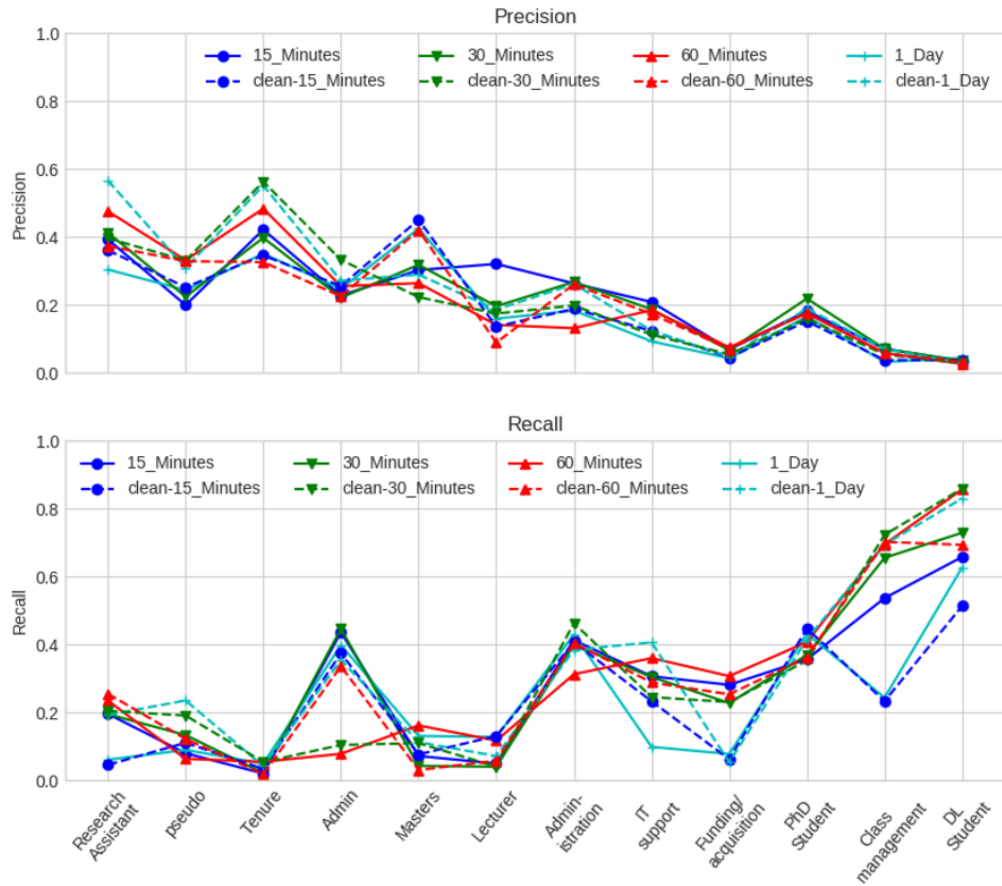 Precision
1.0
0.8
0.6
0.4
0.2
0.0
Precision
15_Minutes 30_Minutes 60_Minutes 1_Day
clean-15_Minutes clean-30_Minutes clean-60_Minutes clean-1_Day
Recall
1.0
0.8
0.6
0.4
0.2
0.0
Recall
15_Minutes 30_Minutes 60_Minutes 1_Day
clean-15_Minutes clean-30_Minutes clean-60_Minutes clean-1_Day
Research
Assistant
pseudo
Tenure
Admin
Masters
Lecturer
Admin-
istration
IT
support
Funding/
acquisition
PhD
Student
Class
management
DL
Student